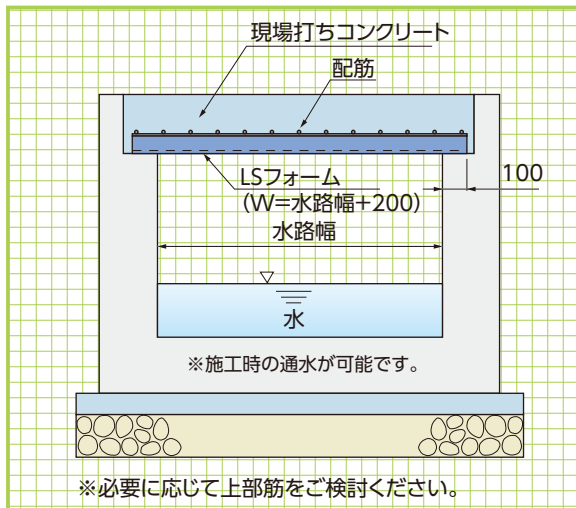 現場打ちコンクリート
配筋
LSフォーム
(W=水路幅+200)
100
水路幅
水
※施工時の通水が可能です。
※必要に応じて上部筋をご検討ください。